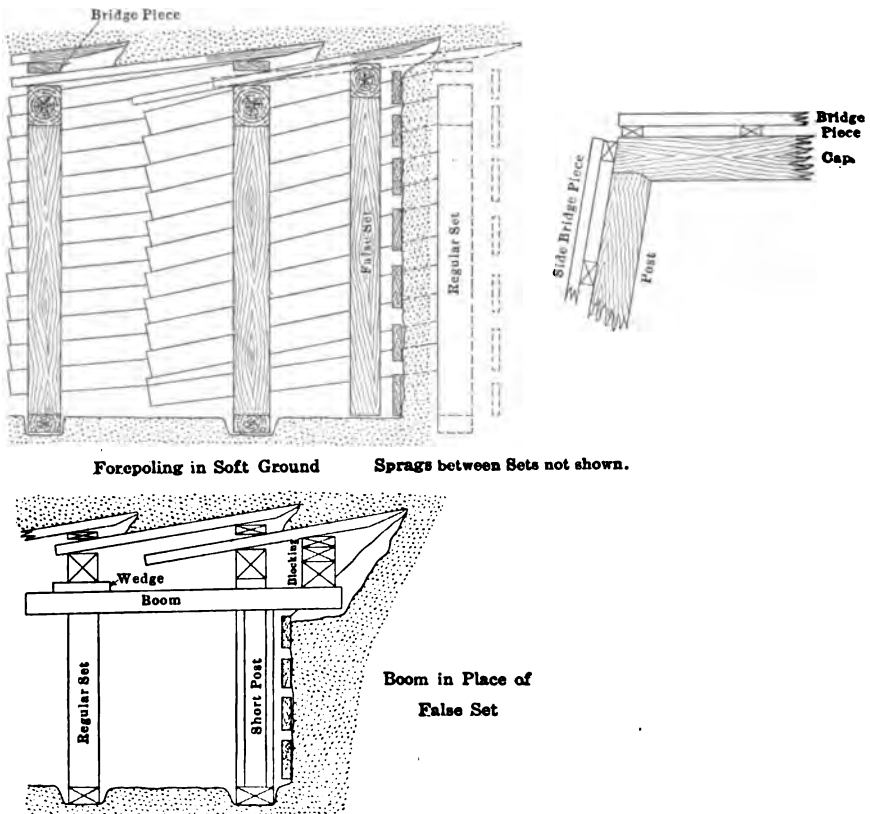 Bridge Piece
False Set
Regular Set
Bridge
Piece
Cap.
Side Bridge Piece
Post
Forepoling in Soft Ground Sprags between Sets not shown.
Blocking
Wedge
Boom
Regular Set
Short Post
Boom in Place of
False Set